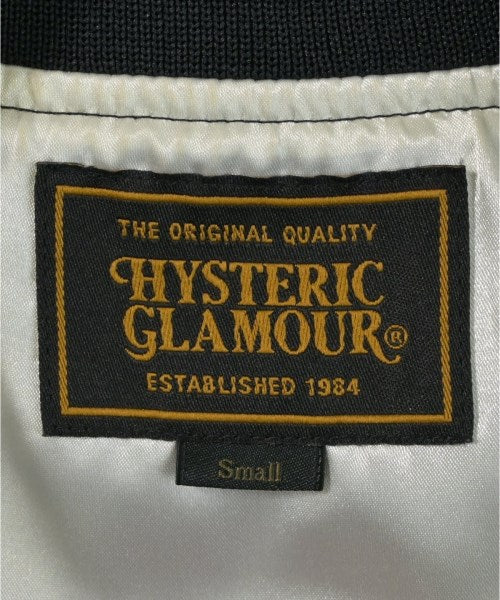 THE ORIGINAL QUALITY
HYSTERIC
GLAMOUR®
ESTABLISHED 1984
Small